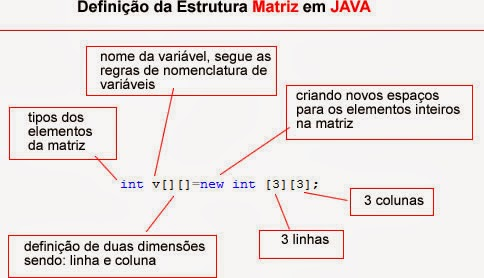 Definição da Estrutura Matriz em JAVA
nome da variável, segue as
regras de nomenclatura de
variáveis
criando novos espaços
para os elementos inteiros
na matriz
tipos dos
elementos
da matriz
int v[][]=new int [3][3];
3 colunas
3 linhas
definição de duas dimensões
sendo: linha e coluna